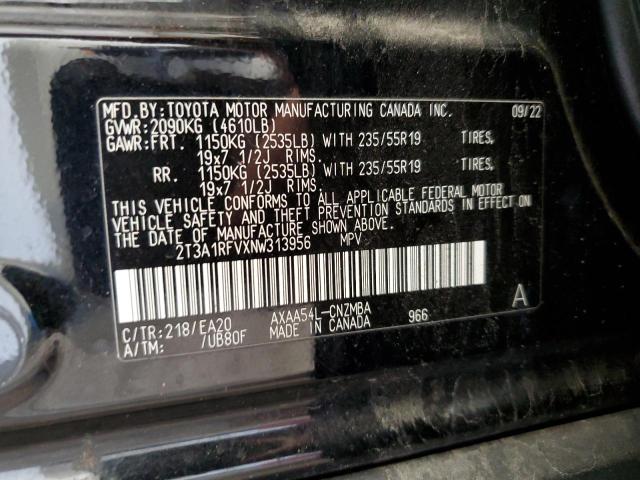 MFD.BY:TOYOTA MOTOR MANUFACTURING CANADA INC. 09/22
GVWR:2090KG (4610LB)
GAWR:FRT. 1150KG (2535LB) WITH 235/55R19 TIRES,
19x7 1/2J RIMS.
RR. 1150KG (2535LB) WITH 235/55R19 TIRES,
19x7 1/2J RIMS.
THIS VEHICLE CONFORMS TO ALL APPLICABLE FEDERAL MOTOR
VEHICLE SAFETY AND THEFT PREVENTION STANDARDS IN EFFECT ON
THE DATE OF MANUFACTURE SHOWN ABOVE.
2T3A1RFVXNW313956 MPV
C/TR:218/EA20 AXAA54L-CNZMBA 966 A
A/TM: /UB80F MADE IN CANADA